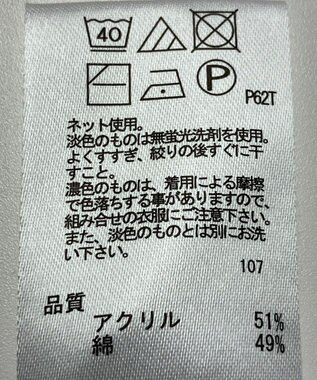 40
P
P62T
ネット使用。
淡色のものは無蛍光洗剤を使用。
よくすすぎ、絞りの後すぐに干
すこと。
濃色のものは、着用による摩擦
で色落ちする事がありますので、
組み合せの衣服にご注意下さい。
また、淡色のものとは別にお洗
い下さい。
107
品質
アクリル 51%
綿 49%